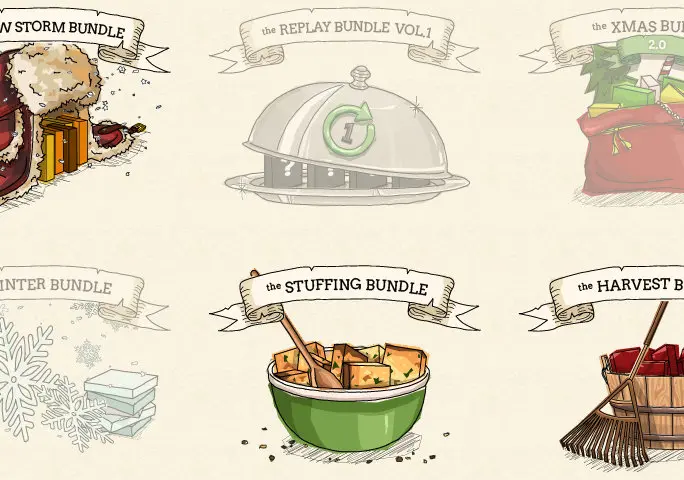 W STORM BUNDLE
the REPLAY BUNDLE VOL.1
the XMAS BU
2.0
1
? ?
INTER BUNDLE
the STUFFING BUNDLE
the HARVEST B